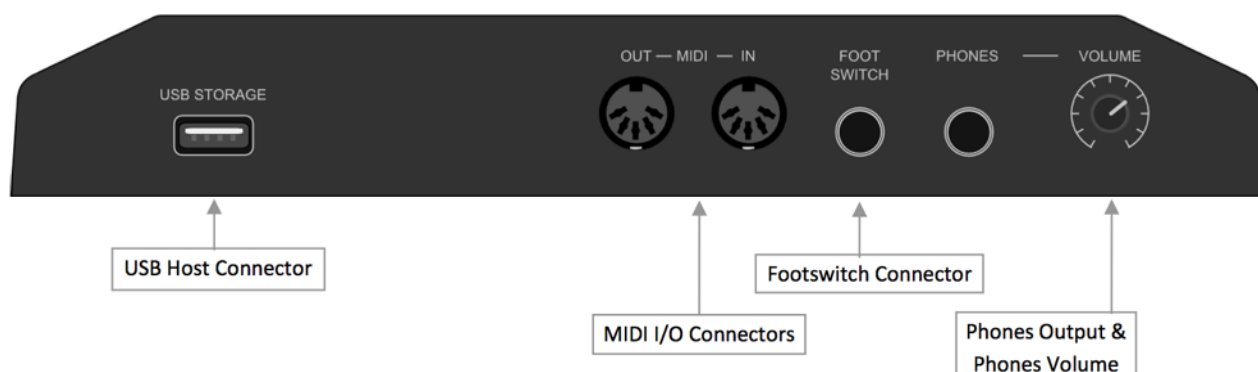 OUT — MIDI — IN
FOOT
SWITCH
PHONES — VOLUME
USB STORAGE
USB Host Connector
Footswitch Connector
MIDI I/O Connectors
Phones Output &
Phones Volume